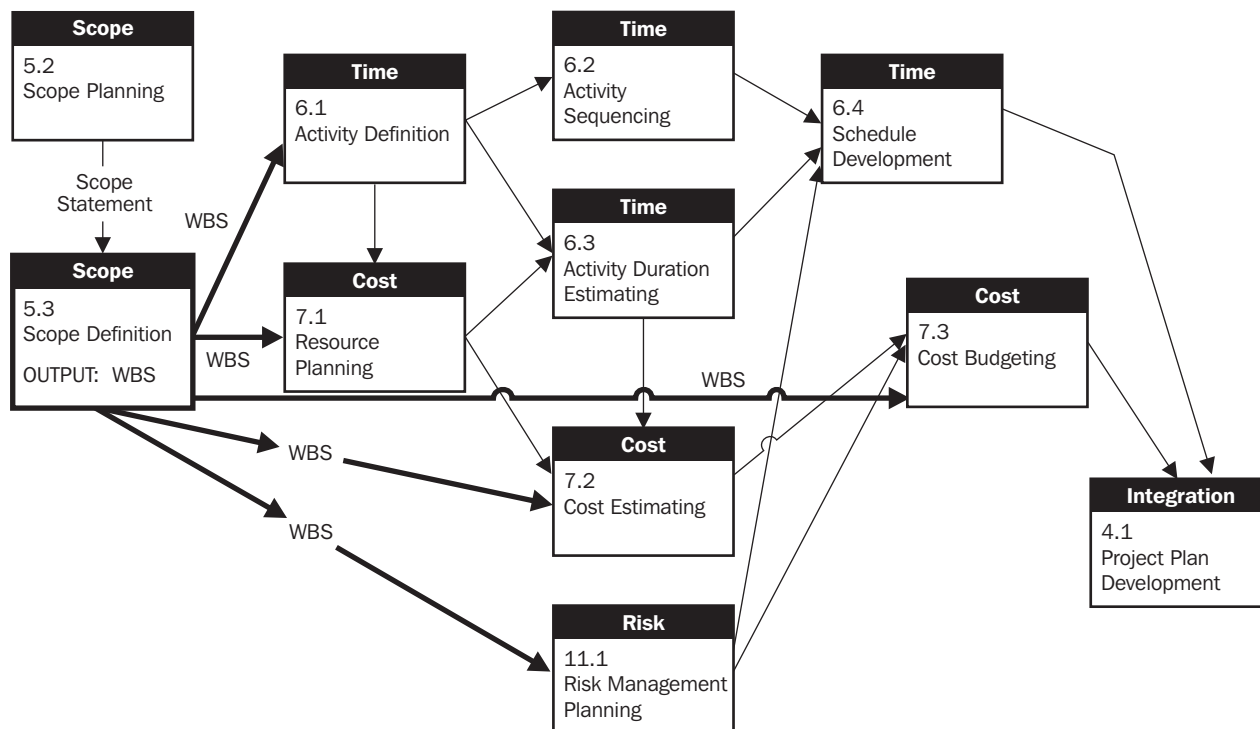 Scope
5.2
Scope Planning
Scope
Statement
Scope
5.3
Scope Definition
OUTPUT: WBS
WBS
WBS
WBS
WBS
WBS
Time
6.1
Activity Definition
Cost
7.1
Resource
Planning
Time
6.2
Activity
Sequencing
Time
6.3
Activity Duration
Estimating
Cost
7.2
Cost Estimating
Risk
11.1
Risk Management
Planning
Time
6.4
Schedule
Development
Cost
7.3
Cost Budgeting
Integration
4.1
Project Plan
Development